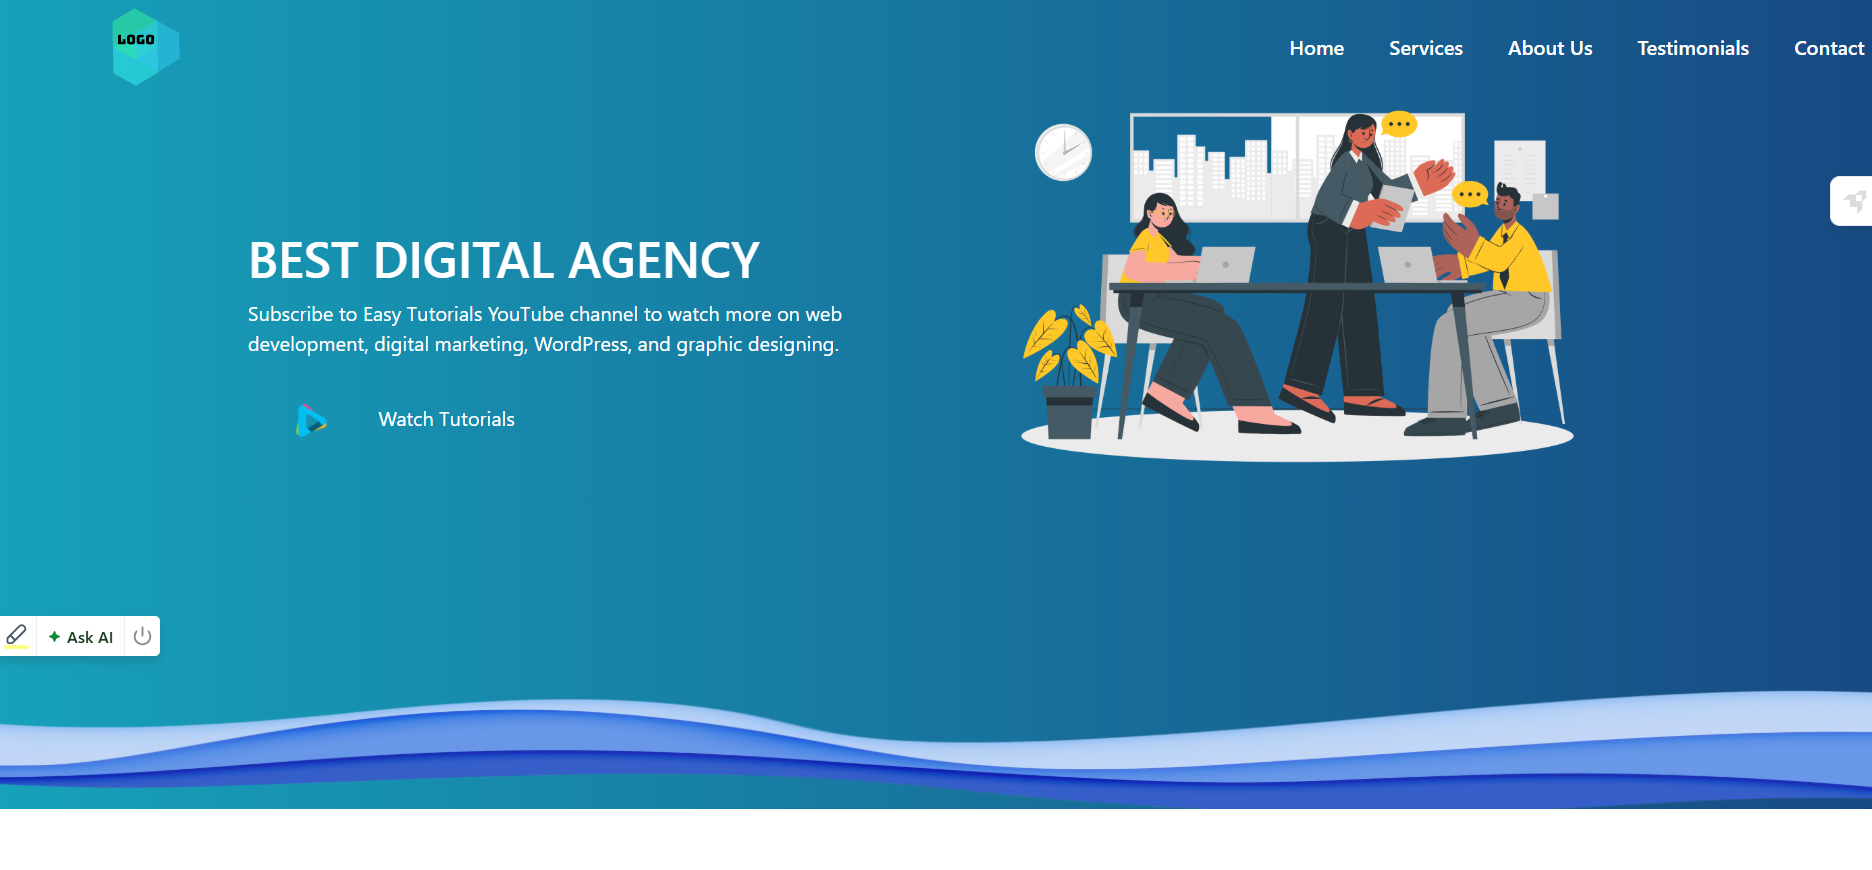 LOGO
Home Services About Us Testimonials Contact
BEST DIGITAL AGENCY
Subscribe to Easy Tutorials YouTube channel to watch more on web
development, digital marketing, WordPress, and graphic designing.
Watch Tutorials
Ask AI